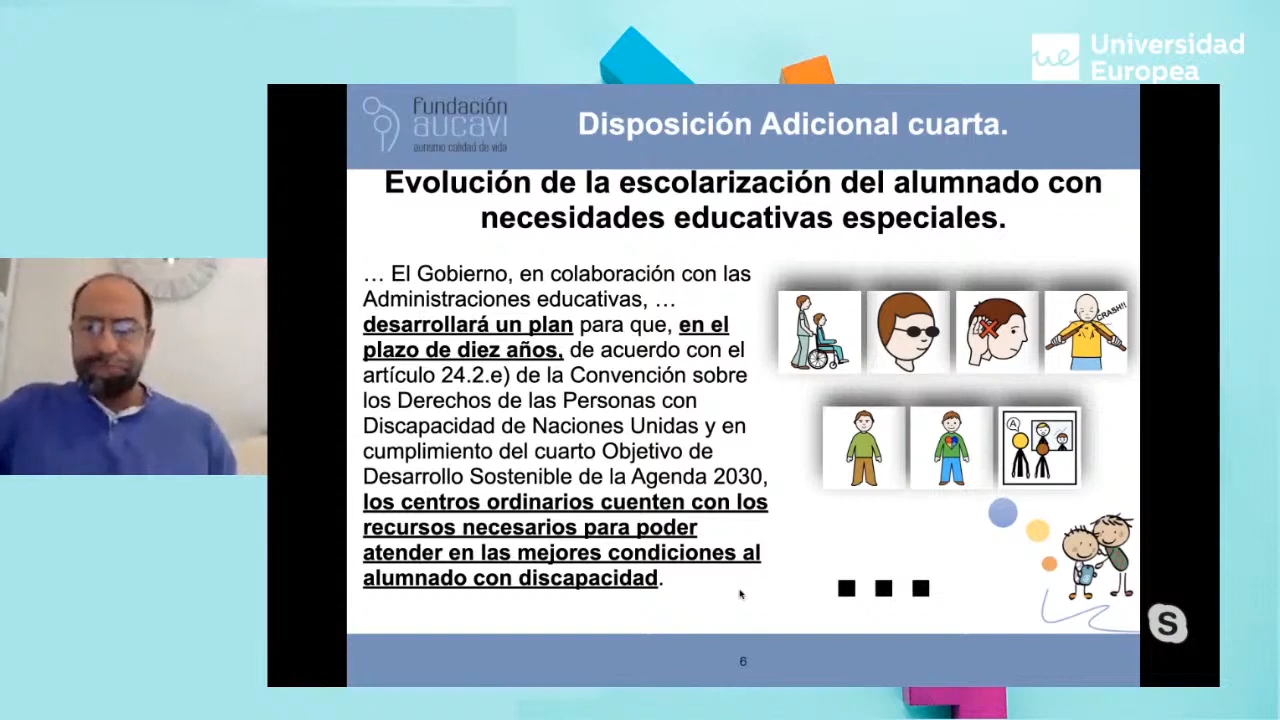 Universidad
Europea
ue
fundación
aucavi
autismo calidad de vida
Disposición Adicional cuarta.
Evolución de la escolarización del alumnado con
necesidades educativas especiales.
… El Gobierno, en colaboración con las
Administraciones educativas, …
desarrollará un plan para que, en el
plazo de diez años, de acuerdo con el
artículo 24.2.e) de la Convención sobre
los Derechos de las Personas con
Discapacidad de Naciones Unidas y en
cumplimiento del cuarto Objetivo de
Desarrollo Sostenible de la Agenda 2030,
los centros ordinarios cuenten con los
recursos necesarios para poder
atender en las mejores condiciones al
alumnado con discapacidad.
CRASH!!
A
6
S